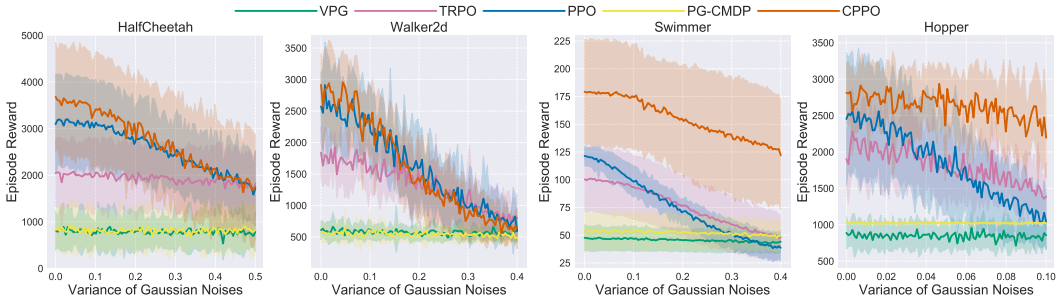 VPG TRPO PPO PG-CMDP CPPO
HalfCheetah Walker2d Swimmer Hopper
Episode Reward
5000
4000
3000
2000
1000
0
0.0 0.1 0.2 0.3 0.4 0.5
Variance of Gaussian Noises
Episode Reward
3500
3000
2500
2000
1500
1000
500
0.0 0.1 0.2 0.3 0.4
Variance of Gaussian Noises
Episode Reward
225
200
175
150
125
100
75
50
25
0.0 0.1 0.2 0.3 0.4
Variance of Gaussian Noises
Episode Reward
3500
3000
2500
2000
1500
1000
500
0.00 0.02 0.04 0.06 0.08 0.10
Variance of Gaussian Noises